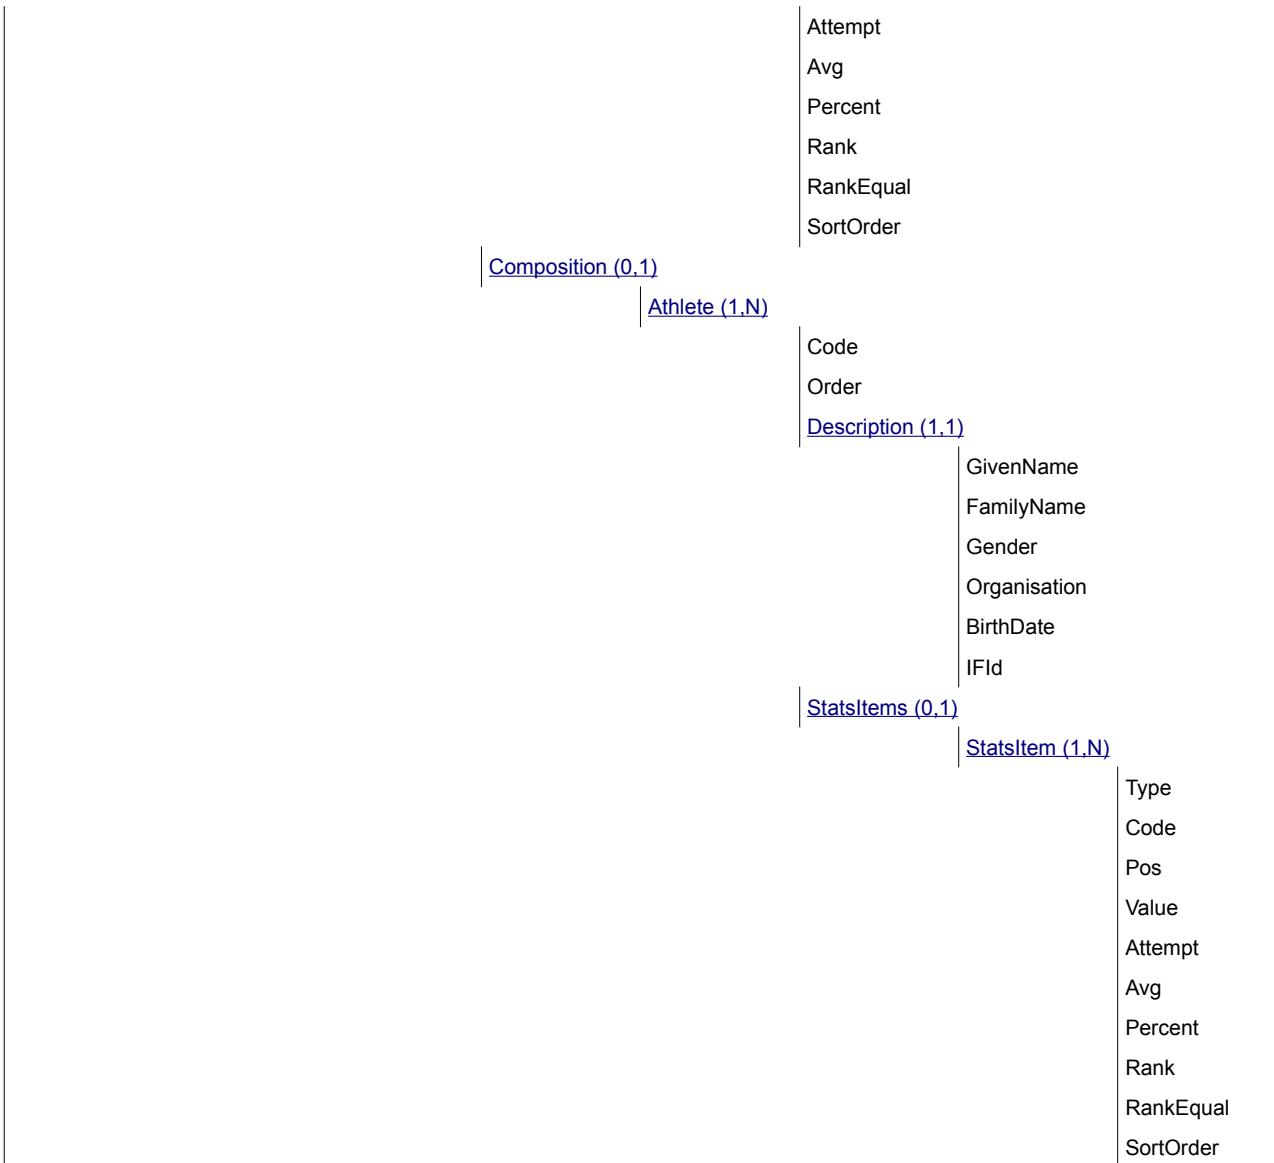 Attempt
Avg
Percent
Rank
RankEqual
SortOrder
Composition (0,1)
Athlete (1,N)
Code
Order
Description (1,1)
GivenName
FamilyName
Gender
Organisation
BirthDate
IFId
StatsItems (0,1)
StatsItem (1,N)
Type
Code
Pos
Value
Attempt
Avg
Percent
Rank
RankEqual
SortOrder